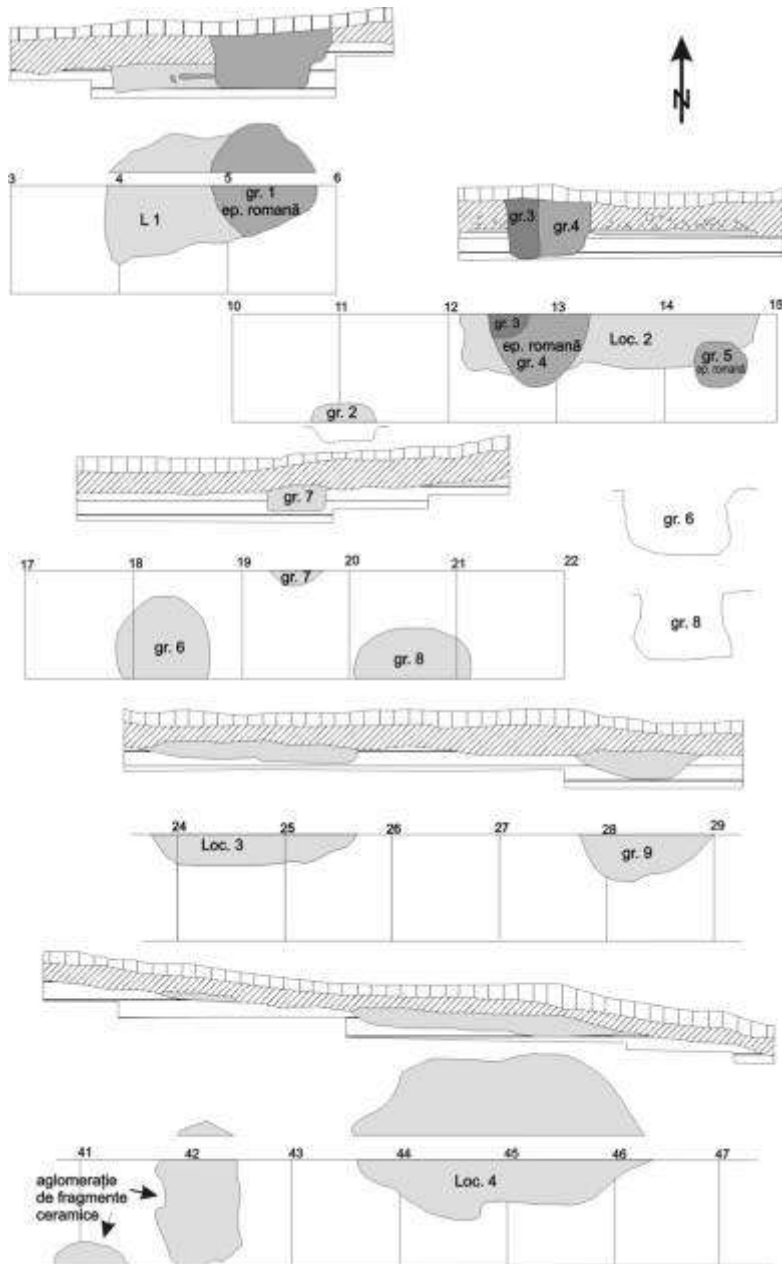 N
3 4 5 6
L 1
gr. 1
ep. romană
gr.3
gr.4
10 11 12 13 14 15
gr. 3
ep. romană
gr. 4
Loc. 2
gr. 5
ep. romană
gr. 2
gr. 7
gr. 6
17 18 19 20 21 22
gr. 7
gr. 6
gr. 8
gr. 8
24 25 26 27 28 29
Loc. 3
gr. 9
41 42 43 44 45 46 47
aglomerație
de fragmente
ceramice
Loc. 4